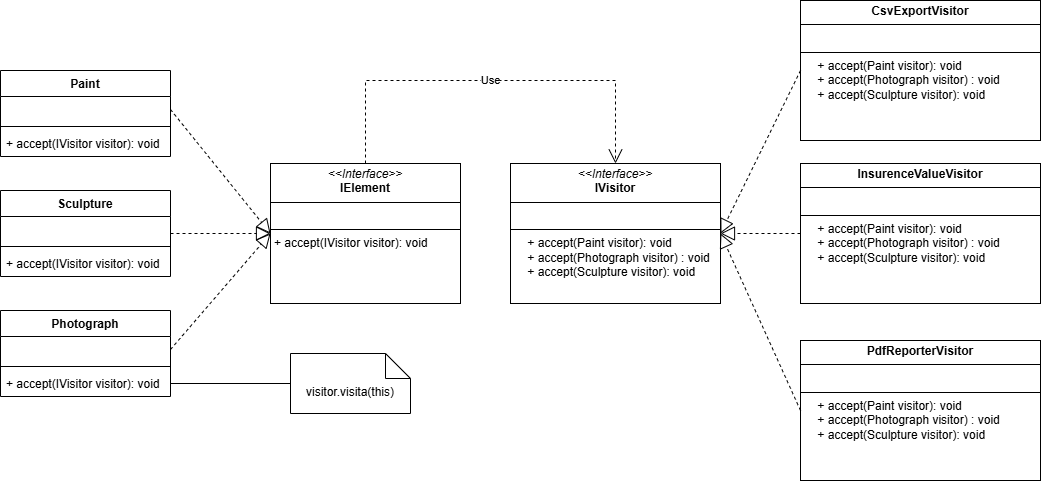 Paint
+ accept(IVisitor visitor): void
Sculpture
+ accept(IVisitor visitor): void
Photograph
+ accept(IVisitor visitor): void
<<Interface>>
IElement
+ accept(IVisitor visitor): void
visitor.visita(this)
Use
<<Interface>>
IVisitor
+ accept(Paint visitor): void
+ accept(Photograph visitor) : void
+ accept(Sculpture visitor): void
CsvExportVisitor
+ accept(Paint visitor): void
+ accept(Photograph visitor) : void
+ accept(Sculpture visitor): void
InsurenceValueVisitor
+ accept(Paint visitor): void
+ accept(Photograph visitor) : void
+ accept(Sculpture visitor): void
PdfReporterVisitor
+ accept(Paint visitor): void
+ accept(Photograph visitor) : void
+ accept(Sculpture visitor): void